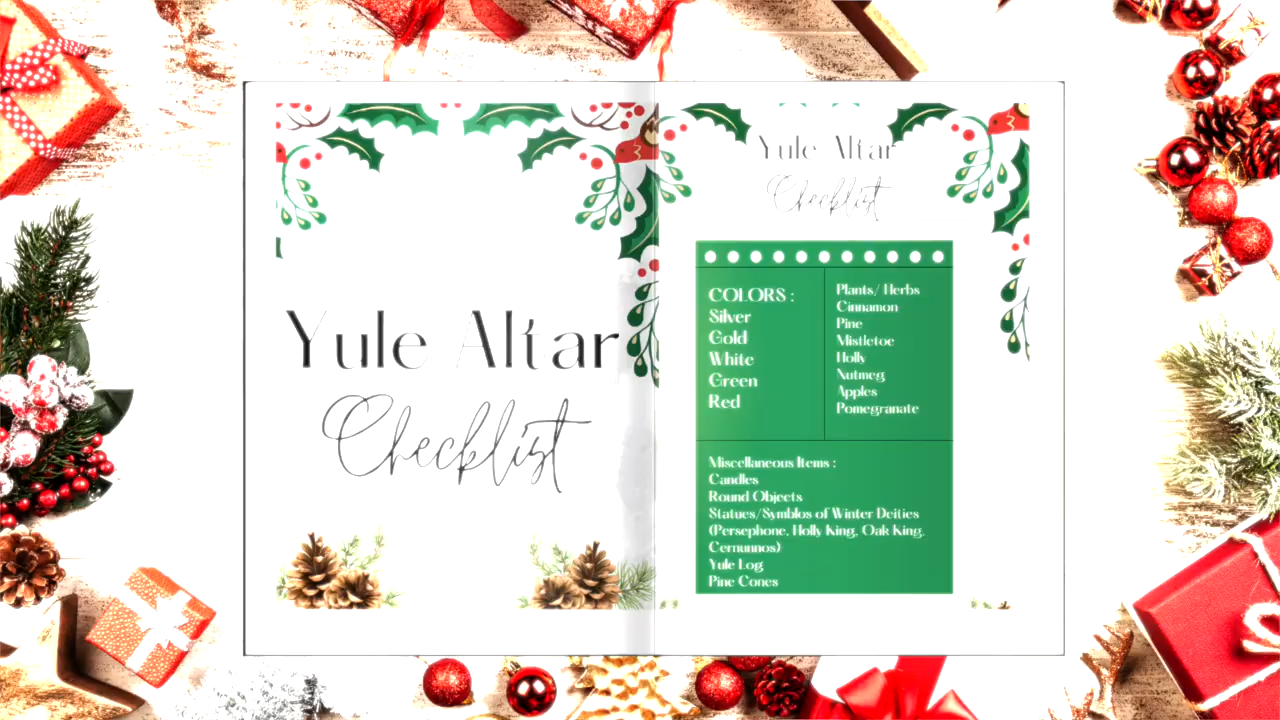 Yule Altar
Checklist
Yule Altar
Checklist
COLORS :
Silver
Gold
White
Green
Red
Plants/ Herbs
Cinnamon
Pine
Mistletoe
Holly
Nutmeg
Apples
Pomegranate
Miscellaneous Items :
Candles
Round Objects
Statues/Symblos of Winter Deities
(Persephone, Holly King, Oak King,
Cernunnos)
Yule Log
Pine Cones